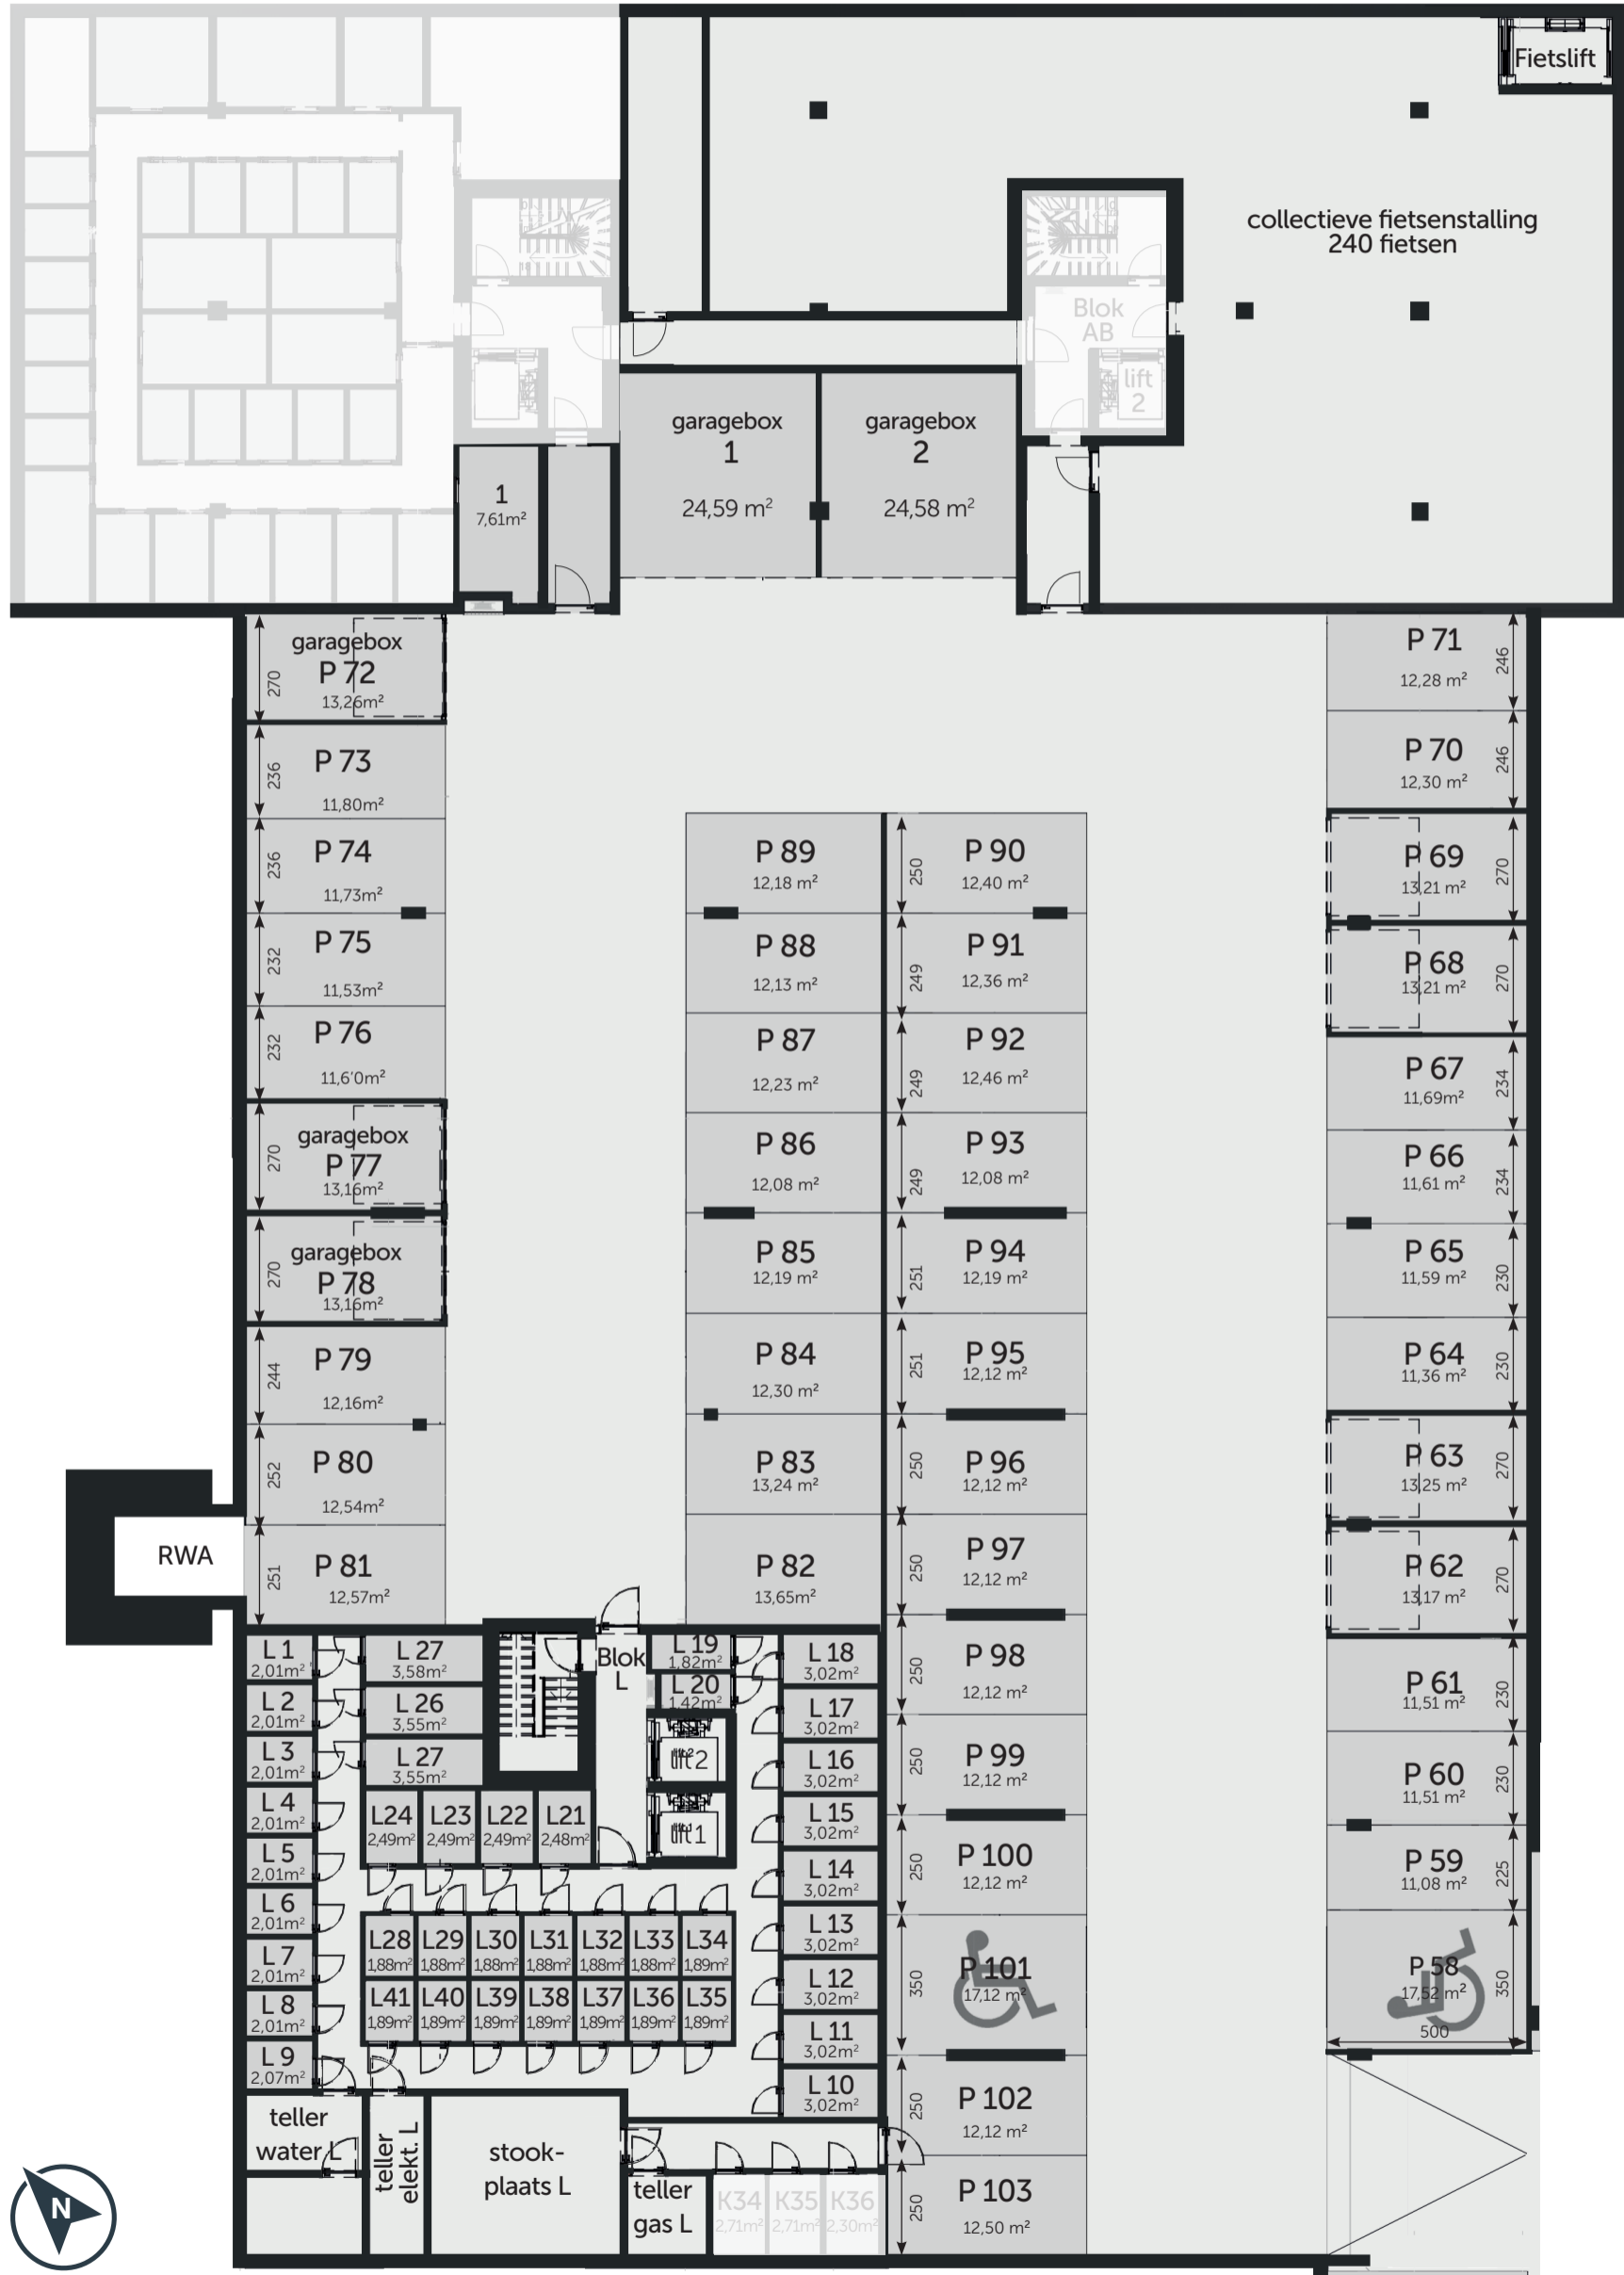 Fietslift
collectieve fietsenstalling
240 fietsen
Blok
AB
lift
2
garagebox
1
24,59 m²
garagebox
2
24,58 m²
1
7,61m²
garagebox
P 72
13,26m²
270
P 73
11,80m²
236
P 74
11,73m²
236
P 75
11,53m²
232
P 76
11,6'0m²
232
garagebox
P 77
13,16m²
270
garagebox
P 78
13,16m²
270
P 79
12,16m²
244
P 80
12,54m²
252
P 81
12,57m²
251
RWA
P 89
12,18 m²
P 88
12,13 m²
P 87
12,23 m²
P 86
12,08 m²
P 85
12,19 m²
P 84
12,30 m²
P 83
13,24 m²
P 82
13,65m²
P 90
12,40 m²
250
P 91
12,36 m²
249
P 92
12,46 m²
249
P 93
12,08 m²
249
P 94
12,19 m²
251
P 95
12,12 m²
251
P 96
12,12 m²
250
P 97
12,12 m²
250
P 98
12,12 m²
250
P 99
12,12 m²
250
P 100
12,12 m²
250
P 101
17,12 m²
350
P 102
12,12 m²
250
P 103
12,50 m²
250
P 71
12,28 m²
246
P 70
12,30 m²
246
P 69
13,21 m²
270
P 68
13,21 m²
270
P 67
11,69m²
234
P 66
11,61 m²
234
P 65
11,59 m²
230
P 64
11,36 m²
230
P 63
13,25 m²
270
P 62
13,17 m²
270
P 61
11,51 m²
230
P 60
11,51 m²
230
P 59
11,08 m²
225
P 58
17,52 m²
350
500
L 1
2,01m²
L 2
2,01m²
L 3
2,01m²
L 4
2,01m²
L 5
2,01m²
L 6
2,01m²
L 7
2,01m²
L 8
2,01m²
L 9
2,07m²
L 27
3,58m²
L 26
3,55m²
L 27
3,55m²
L24
2,49m²
L23
2,49m²
L22
2,49m²
L21
2,48m²
Blok
L
L 19
1,82m²
L 20
1,42m²
lift2
lift1
L 18
3,02m²
L 17
3,02m²
L 16
3,02m²
L 15
3,02m²
L 14
3,02m²
L 13
3,02m²
L 12
3,02m²
L 11
3,02m²
L 10
3,02m²
L28
1,88m²
L29
1,88m²
L30
1,88m²
L31
1,88m²
L32
1,88m²
L33
1,88m²
L34
1,89m²
L41
1,89m²
L40
1,89m²
L39
1,89m²
L38
1,89m²
L37
1,89m²
L36
1,89m²
L35
1,89m²
teller
water L
teller
elekt. L
stook-
plaats L
teller
gas L
K34
2,71m²
K35
2,71m²
K36
2,30m²
N